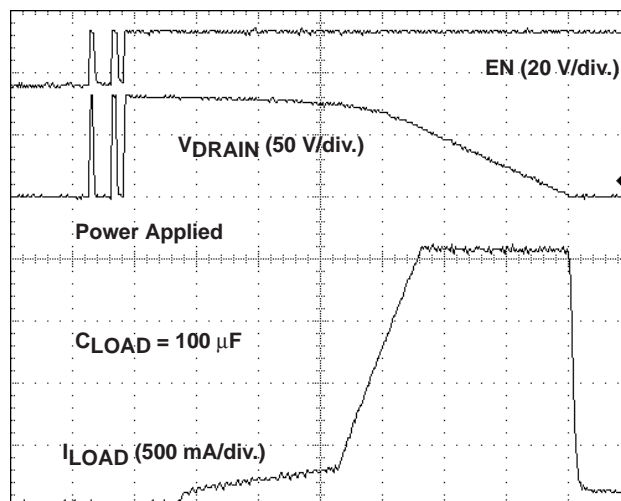 EN (20 V/div.)
VDRAIN (50 V/div.)
Power Applied
CLOAD = 100 μF
ILOAD (500 mA/div.)